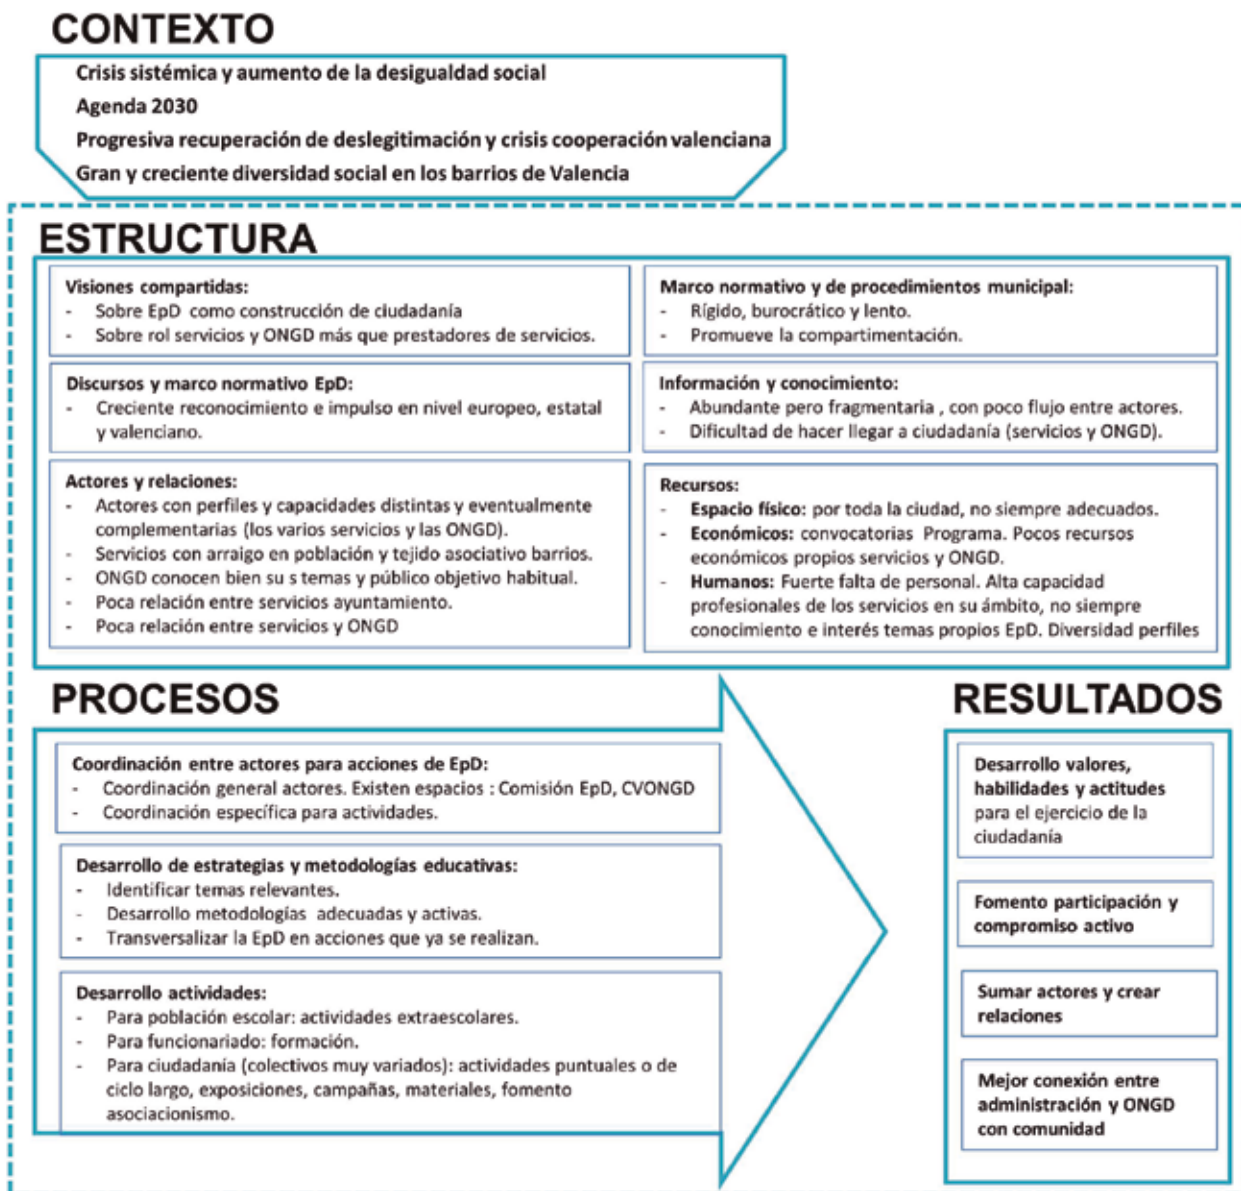 CONTEXTO
Crisis sistémica y aumento de la desigualdad social
Agenda 2030
Progresiva recuperación de deslegitimación y crisis cooperación valenciana
Gran y creciente diversidad social en los barrios de Valencia
ESTRUCTURA
Visiones compartidas:
- Sobre EpD como construcción de ciudadanía
- Sobre rol servicios y ONGD más que prestadores de servicios.
Discursos y marco normativo EpD:
- Creciente reconocimiento e impulso en nivel europeo, estatal
y valenciano.
Actores y relaciones:
- Actores con perfiles y capacidades distintas y eventualmente
complementarias (los varios servicios y las ONGD).
- Servicios con arraigo en población y tejido asociativo barrios.
- ONGD conocen bien su s temas y público objetivo habitual.
- Poca relación entre servicios ayuntamiento.
- Poca relación entre servicios y ONGD
Marco normativo y de procedimientos municipal:
- Rígido, burocrático y lento.
- Promueve la compartimentación.
Información y conocimiento:
- Abundante pero fragmentaria , con poco flujo entre actores.
- Dificultad de hacer llegar a ciudadanía (servicios y ONGD).
Recursos:
- Espacio físico: por toda la ciudad, no siempre adecuados.
- Económicos: convocatorias Programa. Pocos recursos
económicos propios servicios y ONGD.
- Humanos: Fuerte falta de personal. Alta capacidad
profesionales de los servicios en su ámbito, no siempre
conocimiento e interés temas propios EpD. Diversidad perfiles
PROCESOS
Coordinación entre actores para acciones de EpD:
- Coordinación general actores. Existen espacios : Comisión EpD, CVONGD
- Coordinación específica para actividades.
Desarrollo de estrategias y metodologías educativas:
- Identificar temas relevantes.
- Desarrollo metodologías adecuadas y activas.
- Transversalizar la EpD en acciones que ya se realizan.
Desarrollo actividades:
- Para población escolar: actividades extraescolares.
- Para funcionariado: formación.
- Para ciudadanía (colectivos muy variados): actividades puntuales o de
ciclo largo, exposiciones, campañas, materiales, fomento
asociacionismo.
RESULTADOS
Desarrollo valores,
habilidades y actitudes
para el ejercicio de la
ciudadanía
Fomento participación y
compromiso activo
Sumar actores y crear
relaciones
Mejor conexión entre
administración y ONGD
con comunidad